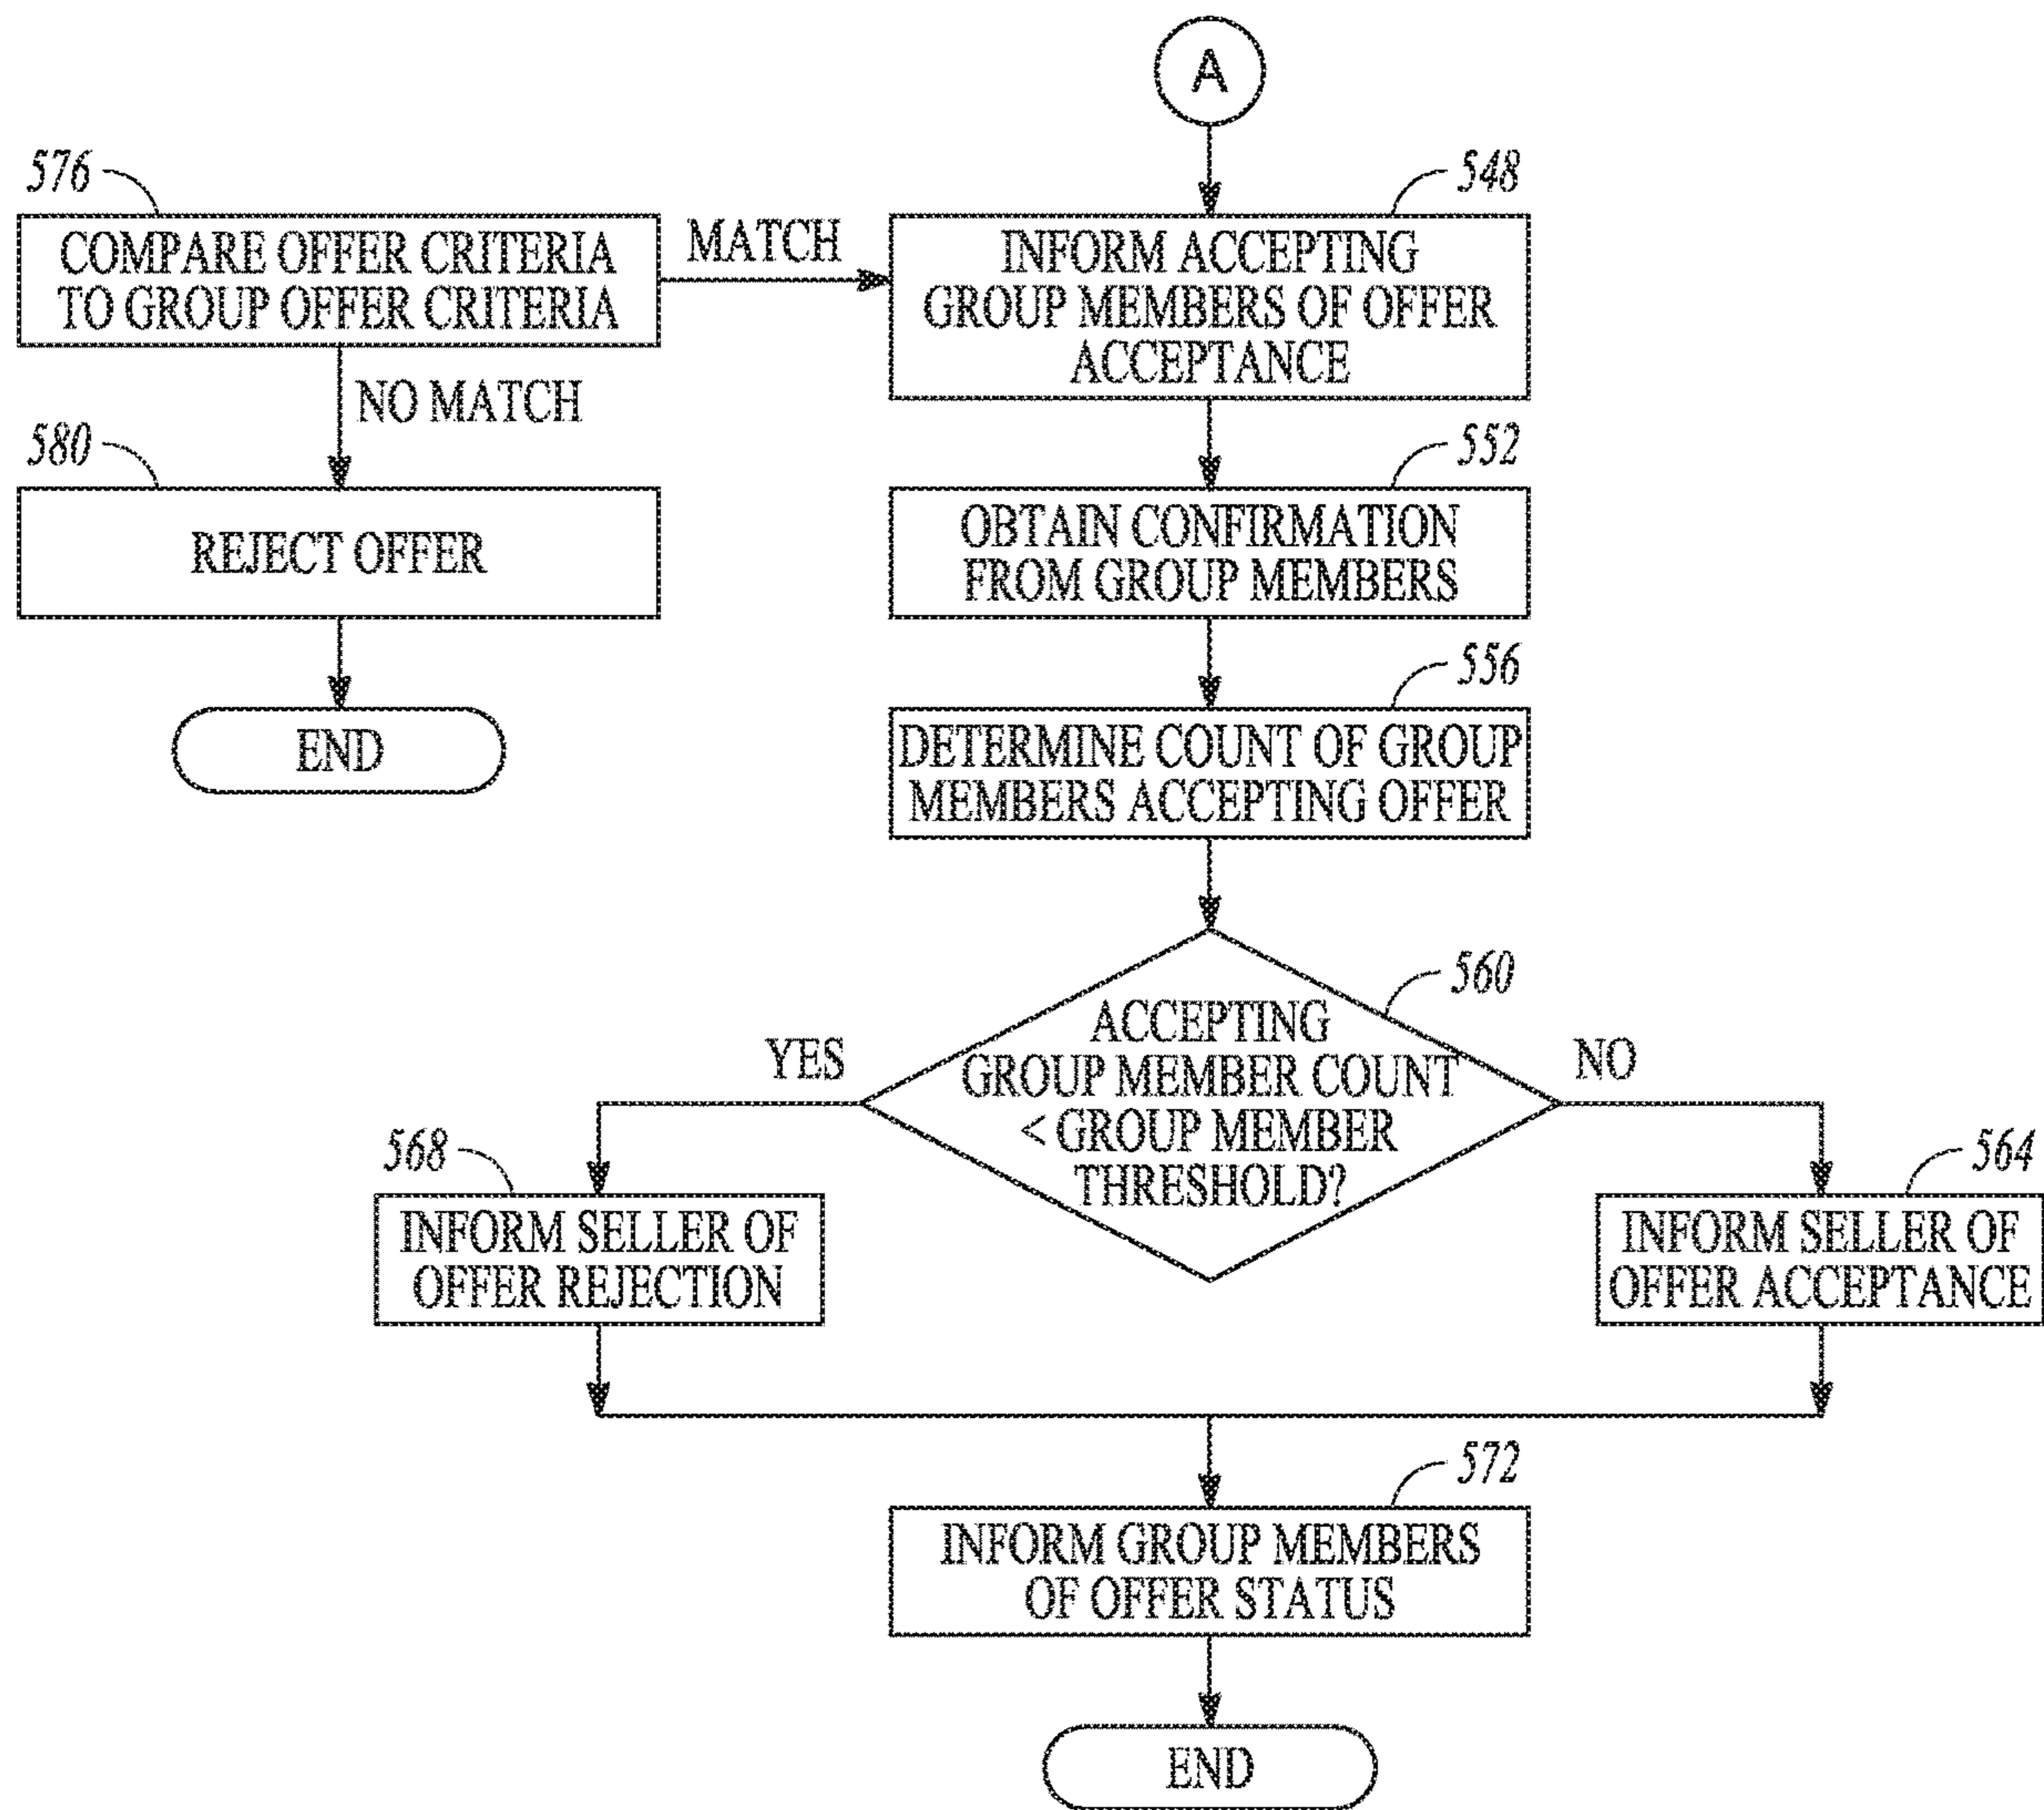 A
576
COMPARE OFFER CRITERIA
TO GROUP OFFER CRITERIA
MATCH
NO MATCH
580
REJECT OFFER
END
548
INFORM ACCEPTING
GROUP MEMBERS OF OFFER
ACCEPTANCE
552
OBTAIN CONFIRMATION
FROM GROUP MEMBERS
556
DETERMINE COUNT OF GROUP
MEMBERS ACCEPTING OFFER
560
ACCEPTING
GROUP MEMBER COUNT
< GROUP MEMBER
THRESHOLD?
YES
NO
568
INFORM SELLER OF
OFFER REJECTION
564
INFORM SELLER OF
OFFER ACCEPTANCE
572
INFORM GROUP MEMBERS
OF OFFER STATUS
END